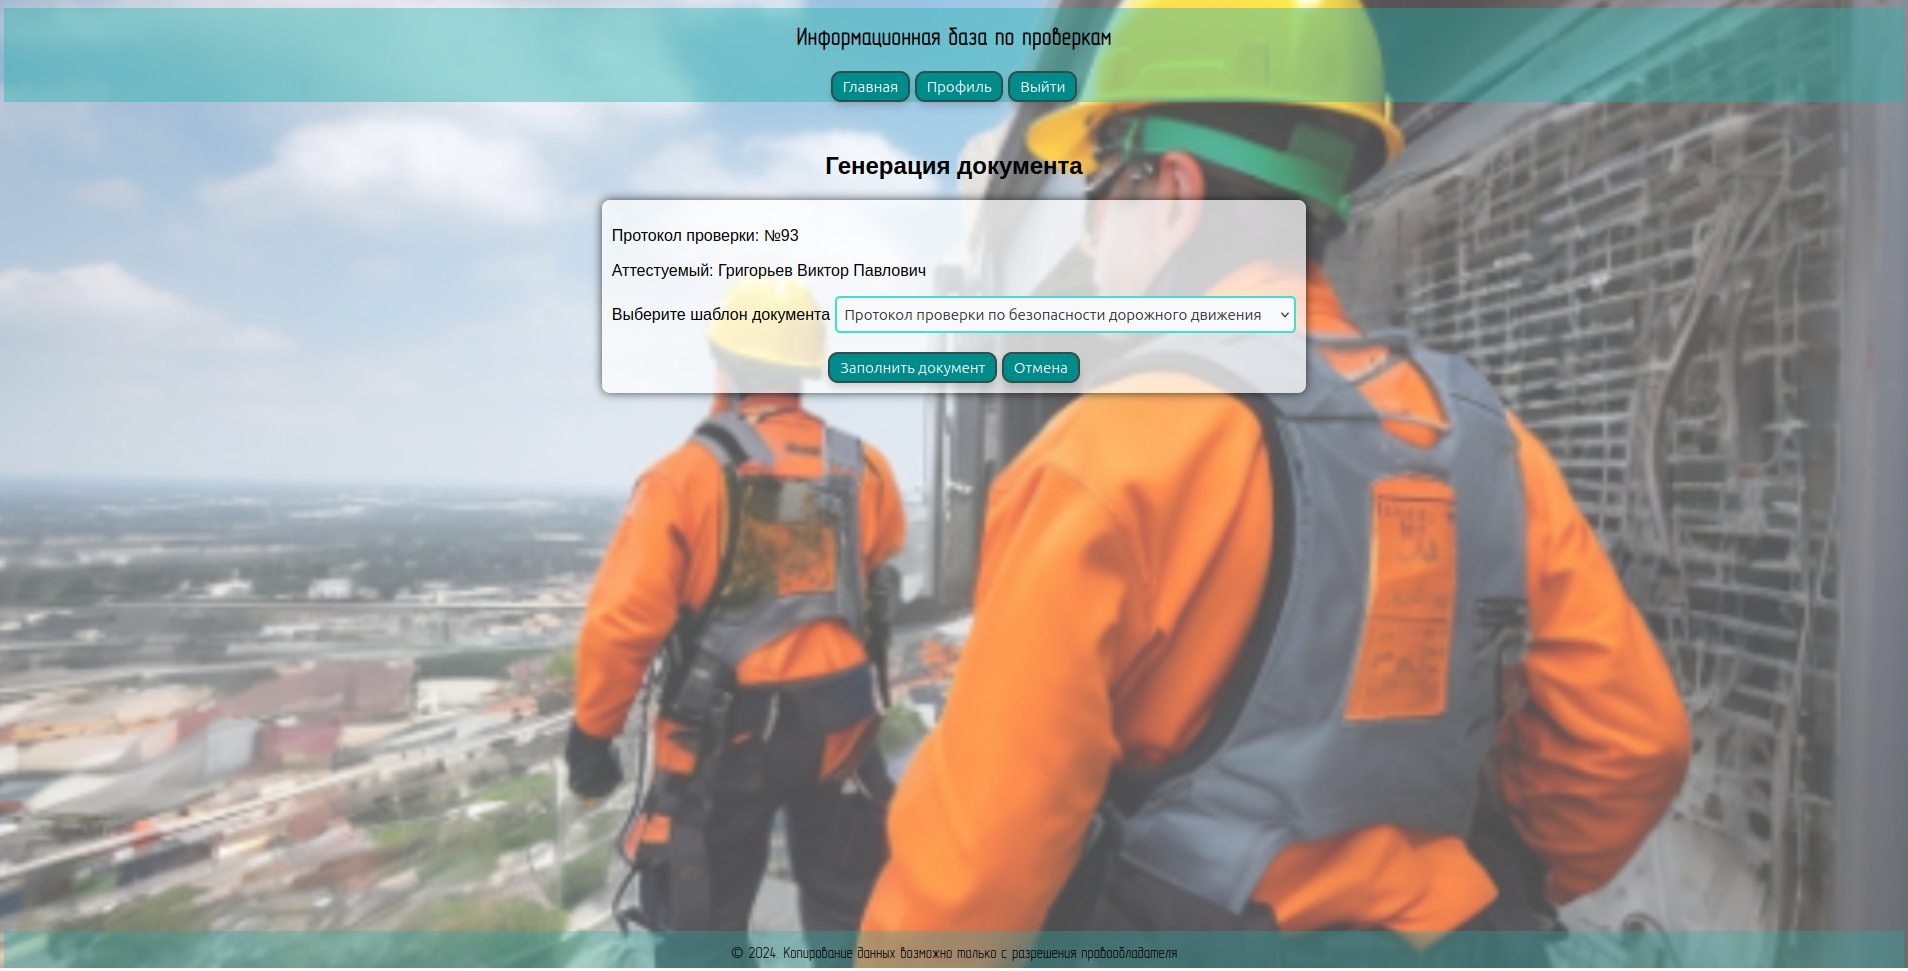 Информационная база по проверкам
Главная Профиль Выйти
Генерация документа
Протокол проверки: №93
Аттестуемый: Григорьев Виктор Павлович
Выберите шаблон документа Протокол проверки по безопасности дорожного движения
Заполнить документ Отмена
© 2024. Копирование данных возможно только с разрешения правообладателя